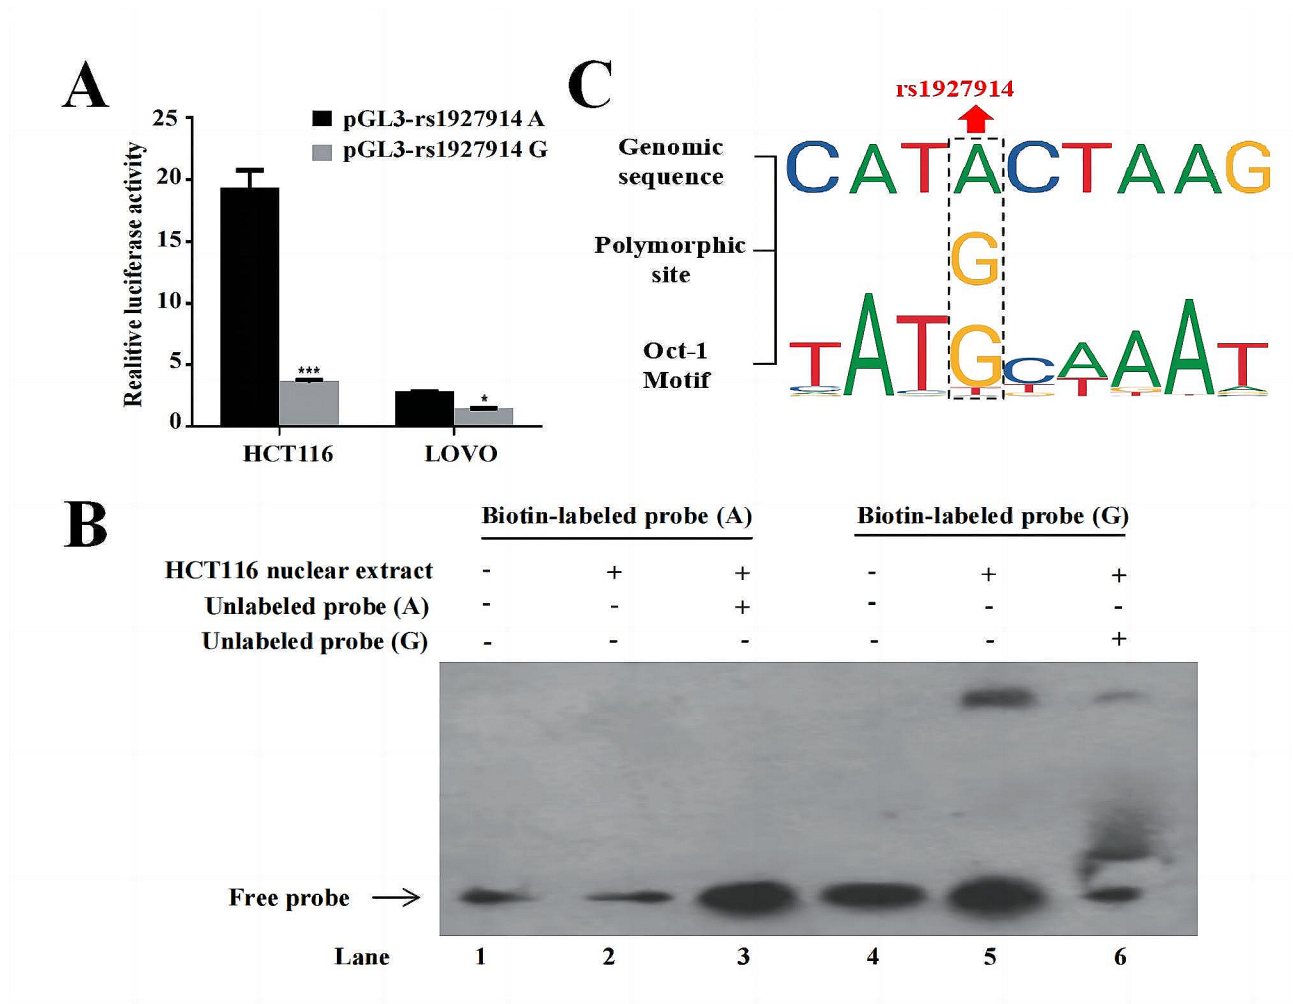 A
25
20
15
10
5
0
Realitive luciferase activity
pGL3-rs1927914 A
pGL3-rs1927914 G
***
*
HCT116
LOVO
C
rs1927914
Genomic
sequence
CATACTAAG
Polymorphic
site
G
Oct-1
Motif
TATGCAAAT
B
Biotin-labeled probe (A)
Biotin-labeled probe (G)
HCT116 nuclear extract - + + - + +
Unlabeled probe (A) - - + - - -
Unlabeled probe (G) - - - - - +
Free probe →
Lane 1 2 3 4 5 6